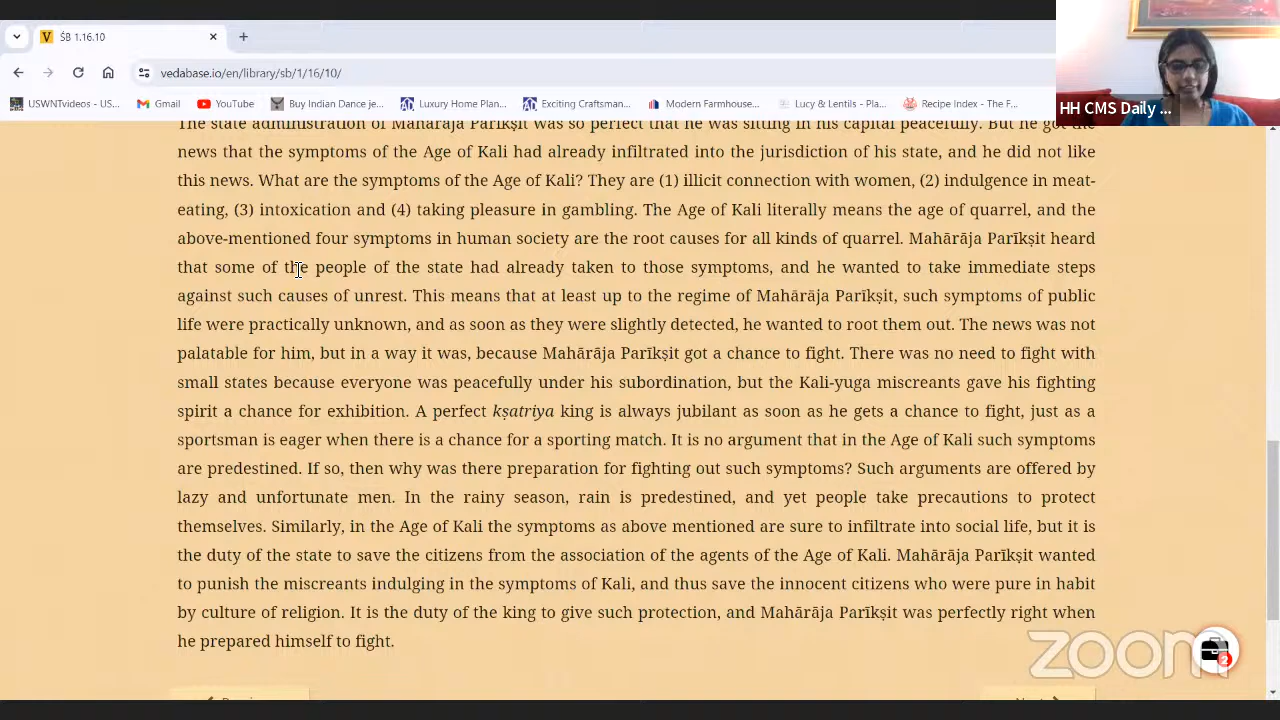 ŚB 1.16.10
vedabase.io/en/library/sb/1/16/10/
USWNTvideos - US... Gmail YouTube Buy Indian Dance je... Luxury Home Plan... Exciting Craftsman... Modern Farmhouse... Lucy & Lentils - Pla... Recipe Index - The F...
HH CMS Daily ...
The state administration of Mahārāja Parīkṣit was so perfect that he was sitting in his capital peacefully. But he got the
news that the symptoms of the Age of Kali had already infiltrated into the jurisdiction of his state, and he did not like
this news. What are the symptoms of the Age of Kali? They are (1) illicit connection with women, (2) indulgence in meat-
eating, (3) intoxication and (4) taking pleasure in gambling. The Age of Kali literally means the age of quarrel, and the
above-mentioned four symptoms in human society are the root causes for all kinds of quarrel. Mahārāja Parīkṣit heard
that some of the people of the state had already taken to those symptoms, and he wanted to take immediate steps
against such causes of unrest. This means that at least up to the regime of Mahārāja Parīkṣit, such symptoms of public
life were practically unknown, and as soon as they were slightly detected, he wanted to root them out. The news was not
palatable for him, but in a way it was, because Mahārāja Parīkṣit got a chance to fight. There was no need to fight with
small states because everyone was peacefully under his subordination, but the Kali-yuga miscreants gave his fighting
spirit a chance for exhibition. A perfect kṣatriya king is always jubilant as soon as he gets a chance to fight, just as a
sportsman is eager when there is a chance for a sporting match. It is no argument that in the Age of Kali such symptoms
are predestined. If so, then why was there preparation for fighting out such symptoms? Such arguments are offered by
lazy and unfortunate men. In the rainy season, rain is predestined, and yet people take precautions to protect
themselves. Similarly, in the Age of Kali the symptoms as above mentioned are sure to infiltrate into social life, but it is
the duty of the state to save the citizens from the association of the agents of the Age of Kali. Mahārāja Parīkṣit wanted
to punish the miscreants indulging in the symptoms of Kali, and thus save the innocent citizens who were pure in habit
by culture of religion. It is the duty of the king to give such protection, and Mahārāja Parīkṣit was perfectly right when
he prepared himself to fight.
zoom
2